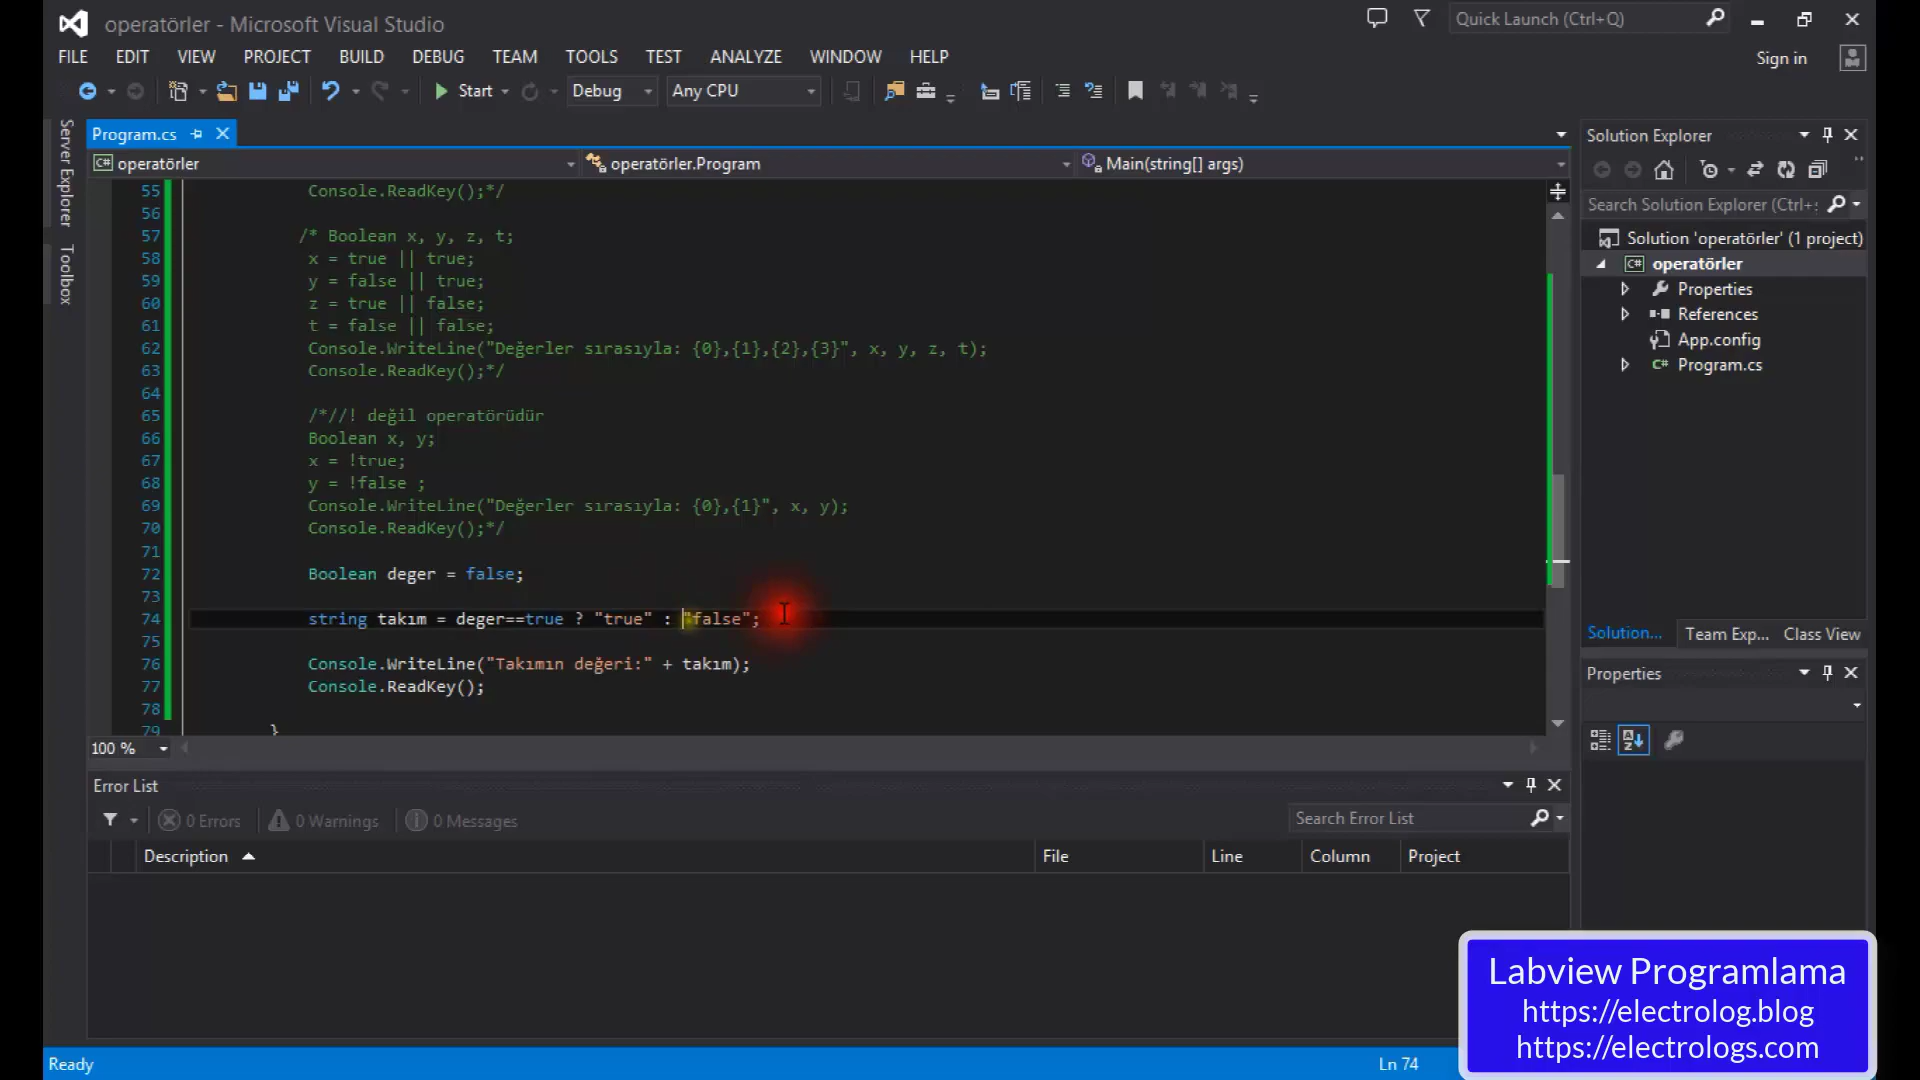 operatörler - Microsoft Visual Studio
Quick Launch (Ctrl+Q)
FILE EDIT VIEW PROJECT BUILD DEBUG TEAM TOOLS TEST ANALYZE WINDOW HELP
Sign in
Start Debug Any CPU
Server Explorer
Toolbox
Program.cs
operatörler operatörler.Program Main(string[] args)
55 Console.ReadKey();*/
56
57 /* Boolean x, y, z, t;
58 x = true || true;
59 y = false || true;
60 z = true || false;
61 t = false || false;
62 Console.WriteLine("Değerler sırasıyla: {0},{1},{2},{3}", x, y, z, t);
63 Console.ReadKey();*/
64
65 /*//! değil operatörüdür
66 Boolean x, y;
67 x = !true;
68 y = !false ;
69 Console.WriteLine("Değerler sırasıyla: {0},{1}", x, y);
70 Console.ReadKey();*/
71
72 Boolean deger = false;
73
74 string takım = deger==true ? "true" : "false";
75
76 Console.WriteLine("Takımın değeri:" + takım);
77 Console.ReadKey();
78
79 }
100 %
Solution Explorer
Search Solution Explorer (Ctrl+;
Solution 'operatörler' (1 project)
C# operatörler
Properties
References
App.config
C# Program.cs
Solution... Team Exp... Class View
Properties
Error List
0 Errors 0 Warnings 0 Messages
Search Error List
Description File Line Column Project
Labview Programlama
https://electrolog.blog
https://electrologs.com
Ready
Ln 74